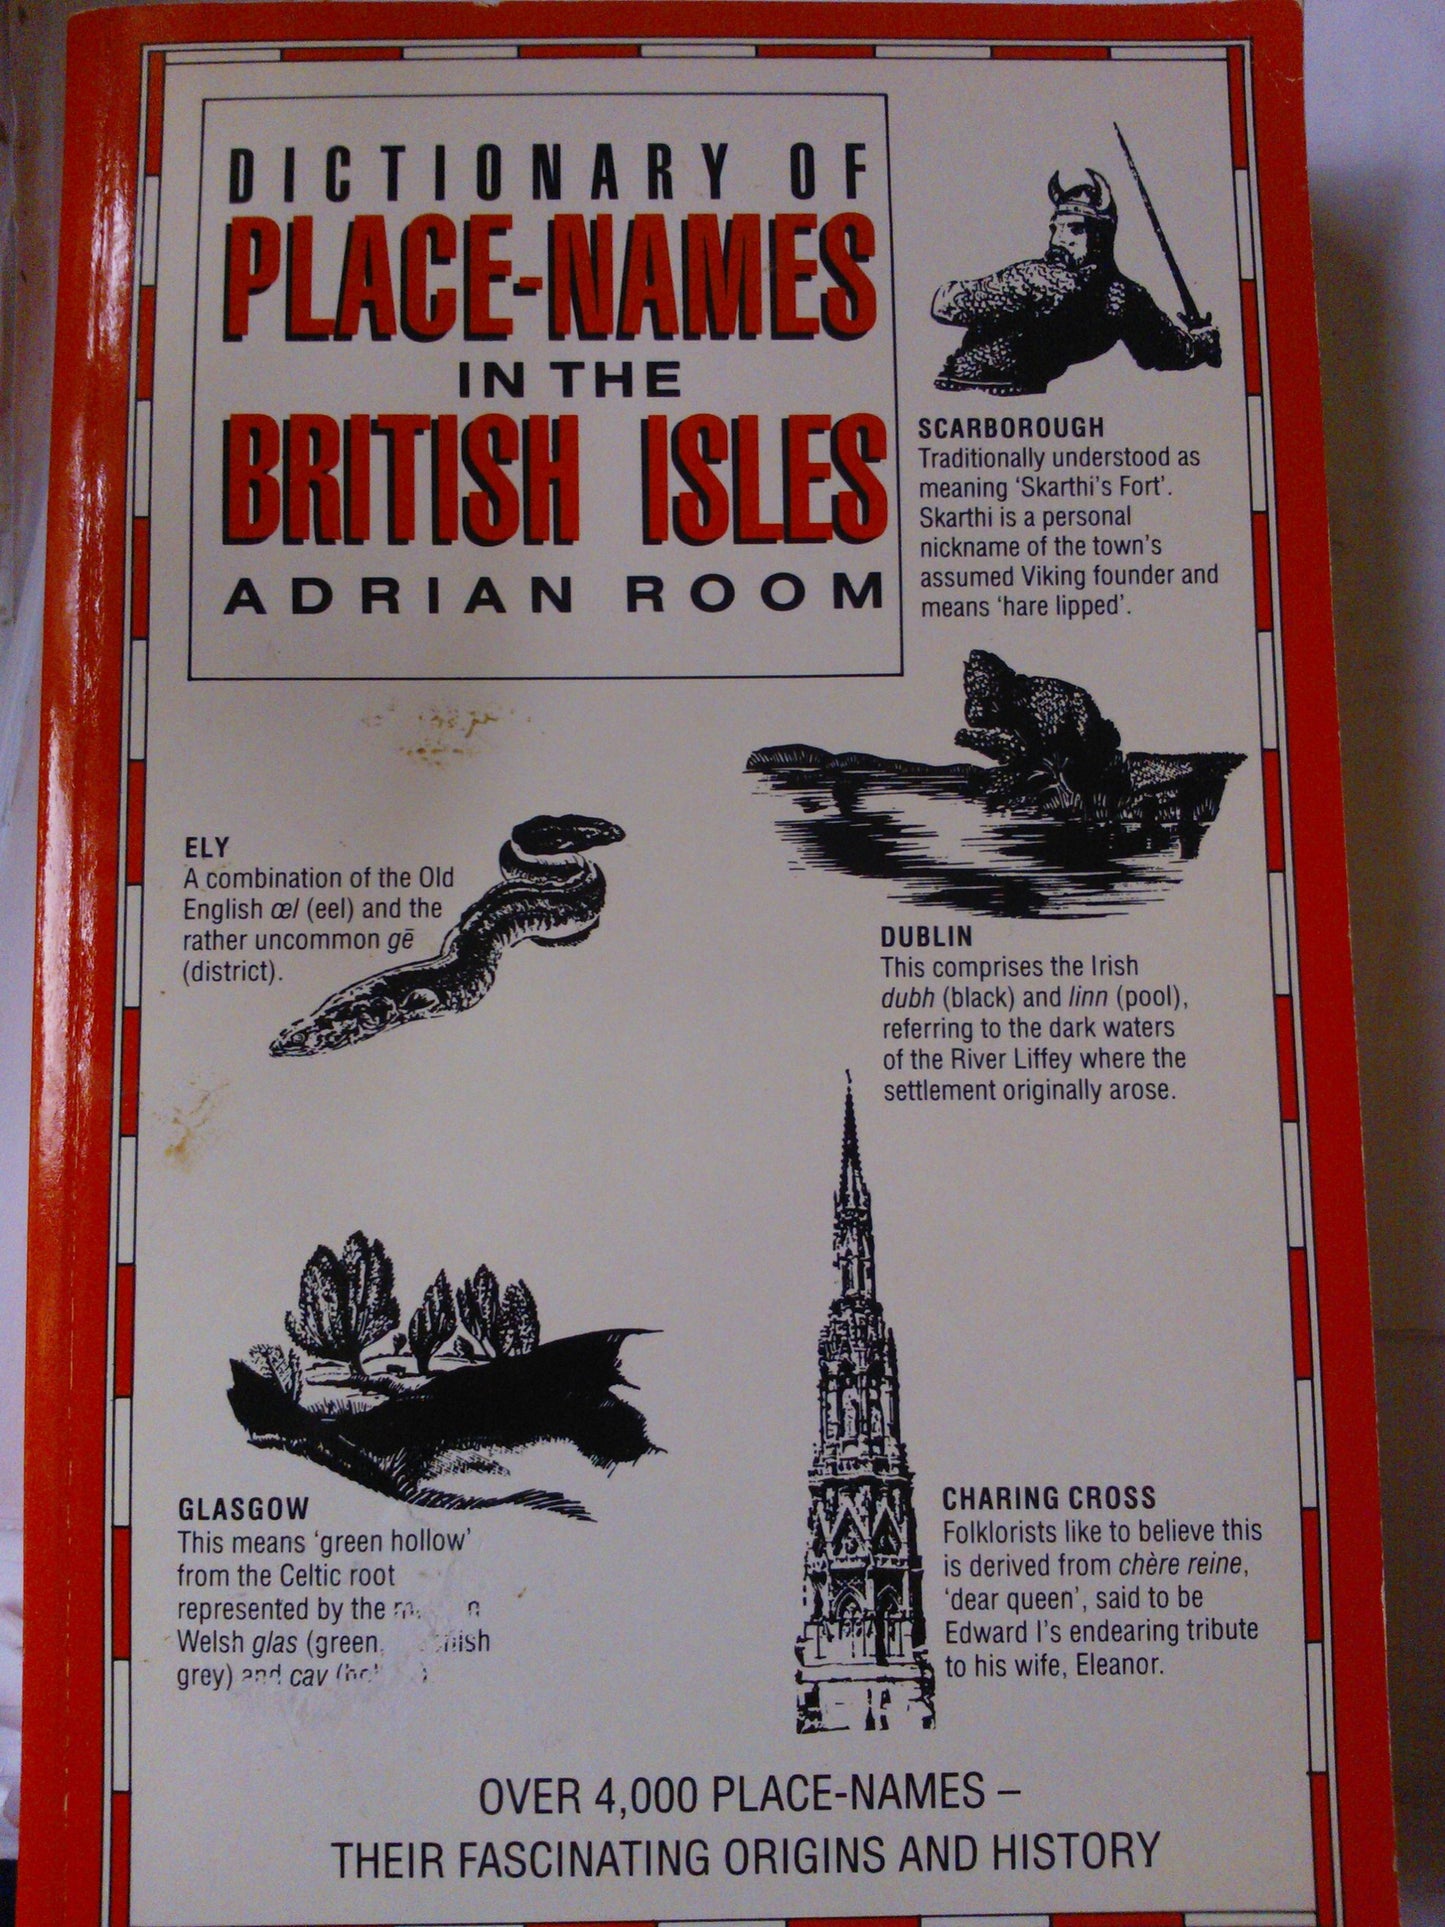 DICTIONARY OF
PLACE-NAMES
IN THE
BRITISH ISLES
ADRIAN ROOM
SCARBOROUGH
Traditionally understood as
meaning ‘Skarthi’s Fort’.
Skarthi is a personal
nickname of the town’s
assumed Viking founder and
means ‘hare lipped’.
ELY
A combination of the Old
English œl (eel) and the
rather uncommon gē
(district).
DUBLIN
This comprises the Irish
dubh (black) and linn (pool),
referring to the dark waters
of the River Liffey where the
settlement originally arose.
GLASGOW
This means ‘green hollow’
from the Celtic root
represented by the
Welsh glas (green,
grey) and cav
CHARING CROSS
Folklorists like to believe this
is derived from chère reine,
‘dear queen’, said to be
Edward I’s endearing tribute
to his wife, Eleanor.
OVER 4,000 PLACE-NAMES –
THEIR FASCINATING ORIGINS AND HISTORY